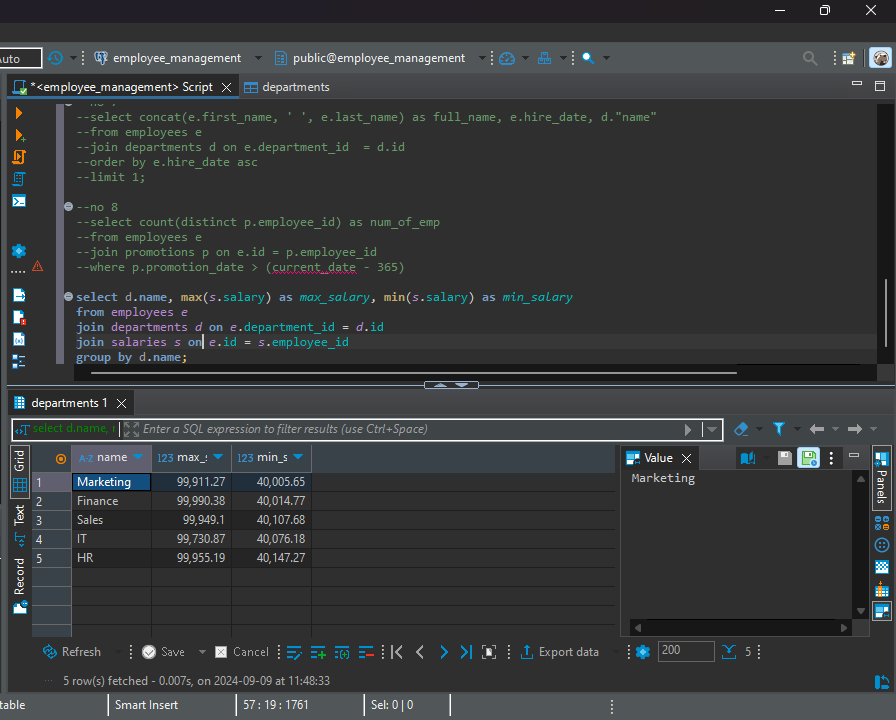 Auto employee_management public@employee_management
*<employee_management> Script departments
--select concat(e.first_name, ' ', e.last_name) as full_name, e.hire_date, d."name"
--from employees e
--join departments d on e.department_id  = d.id
--order by e.hire_date asc
--limit 1;
--no 8
--select count(distinct p.employee_id) as num_of_emp
--from employees e
--join promotions p on e.id = p.employee_id
--where p.promotion_date > (current_date - 365)
select d.name, max(s.salary) as max_salary, min(s.salary) as min_salary
from employees e
join departments d on e.department_id = d.id
join salaries s on e.id = s.employee_id
group by d.name;
departments 1
select d.name, Enter a SQL expression to filter results (use Ctrl+Space)
Grid
Text
Record
A-Z name 123 max_s 123 min_s
1 Marketing 99,911.27 40,005.65
2 Finance 99,990.38 40,014.77
3 Sales 99,949.1 40,107.68
4 IT 99,730.87 40,076.18
5 HR 99,955.19 40,147.27
Value
Marketing
Panels
Refresh Save Cancel Export data 200 5
5 row(s) fetched - 0.007s, on 2024-09-09 at 11:48:33
table Smart Insert 57 : 19 : 1761 Sel: 0 | 0